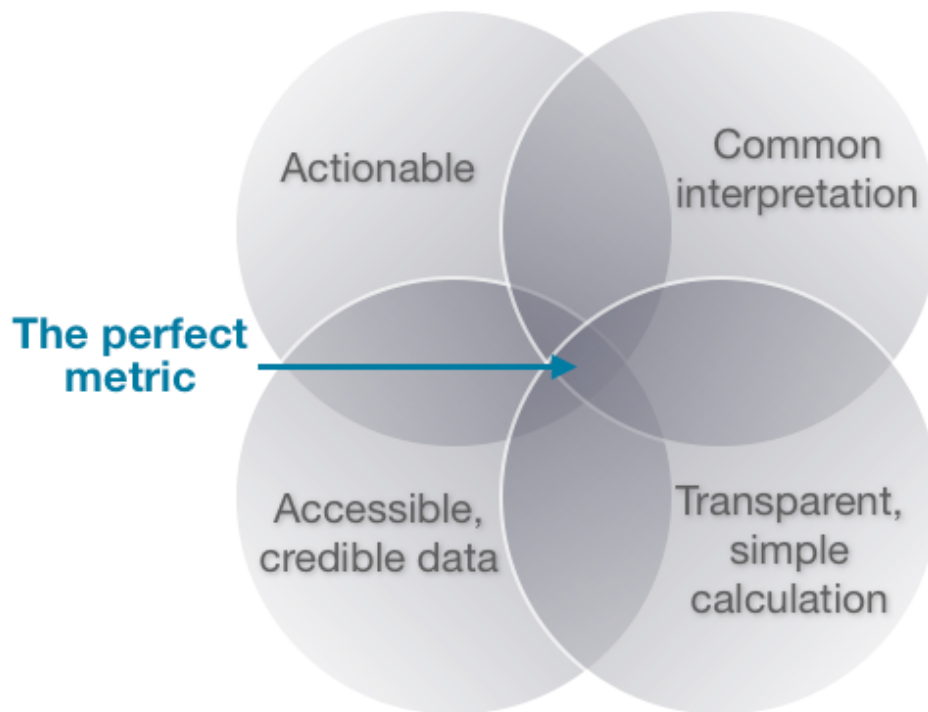 Actionable
Common
interpretation
The perfect
metric
Accessible,
credible data
Transparent,
simple
calculation